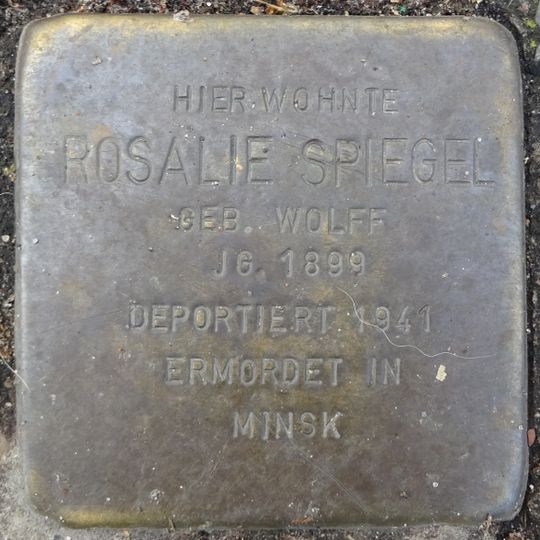 HIER WOHNTE
ROSALIE SPIEGEL
GEB. WOLFF
JG. 1899
DEPORTIERT 1941
ERMORDET IN
MINSK